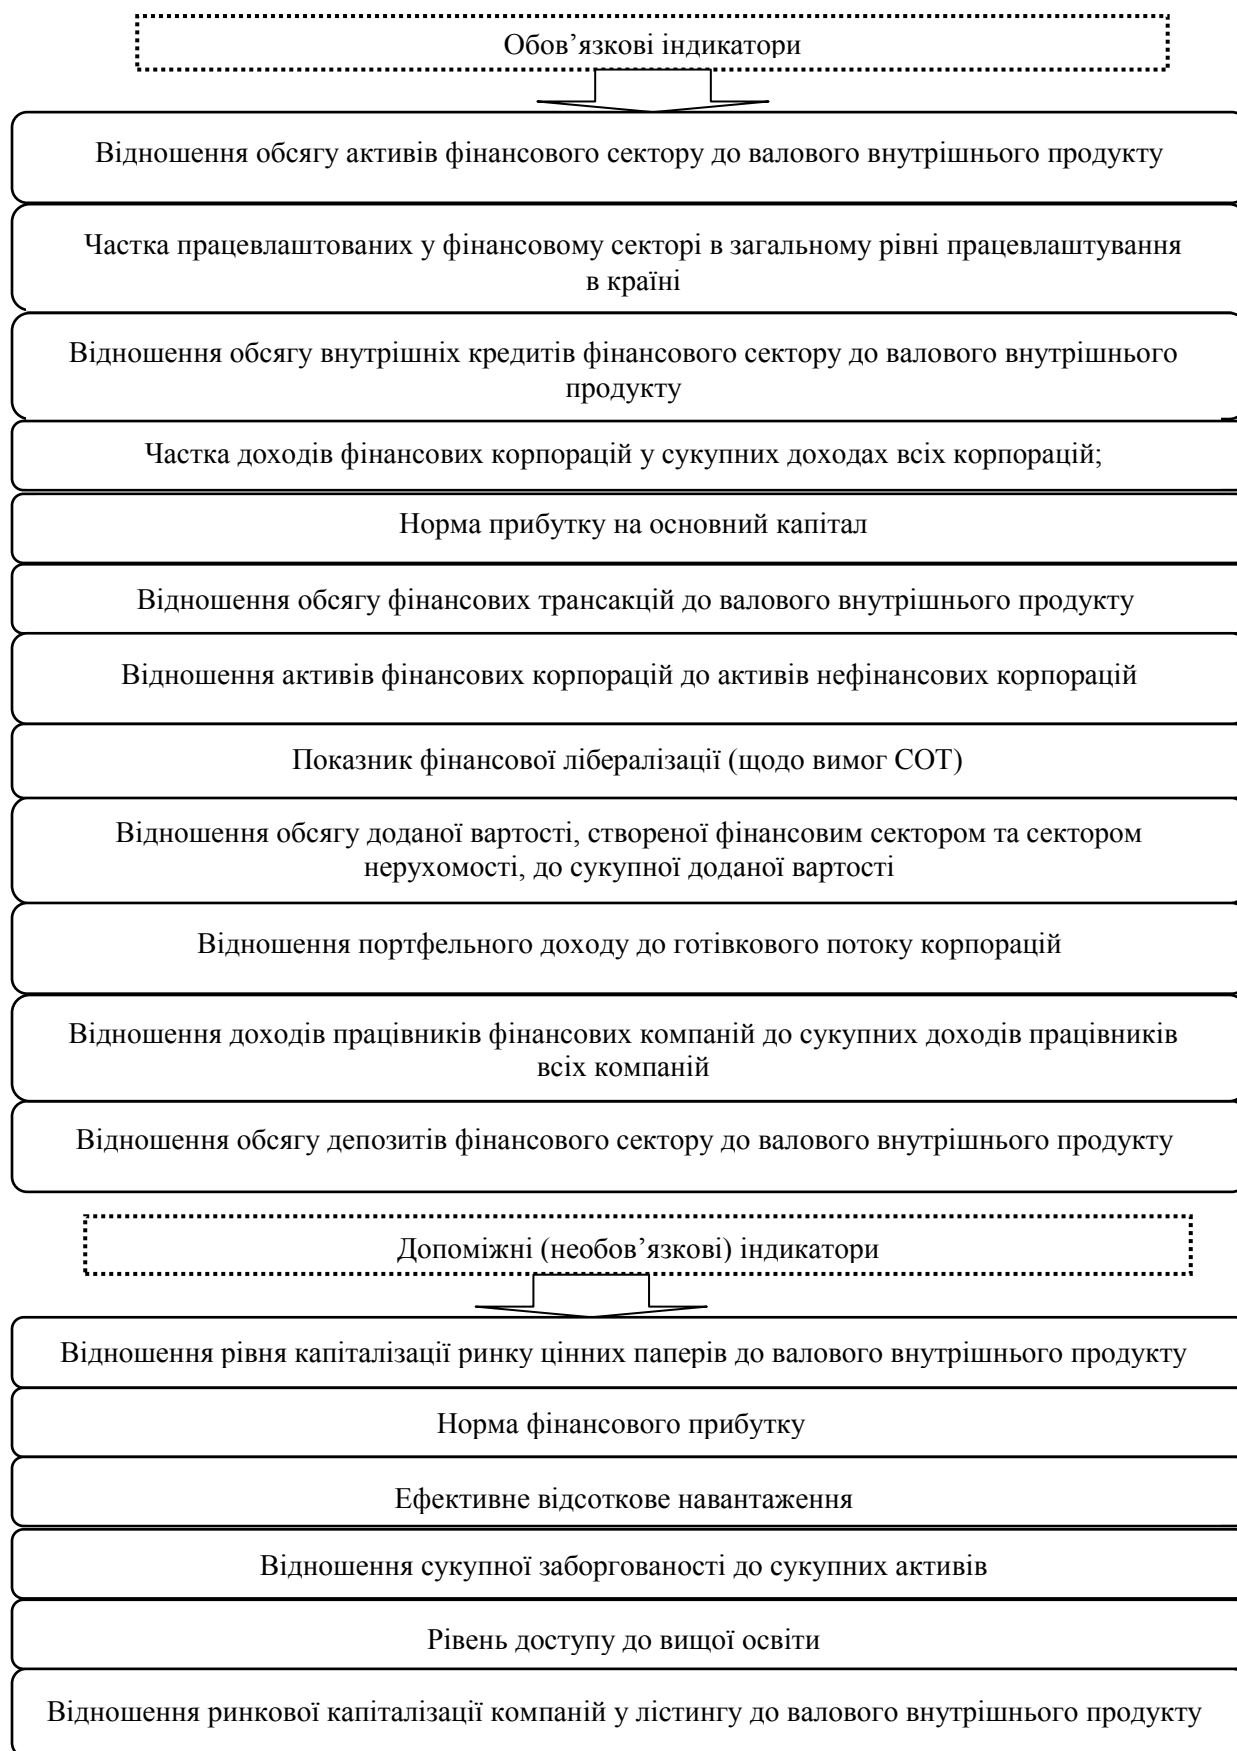 Обов’язкові індикатори
Відношення обсягу активів фінансового сектору до валового внутрішнього продукту
Частка працевлаштованих у фінансовому секторі в загальному рівні працевлаштування
в країні
Відношення обсягу внутрішніх кредитів фінансового сектору до валового внутрішнього
продукту
Частка доходів фінансових корпорацій у сукупних доходах всіх корпорацій;
Норма прибутку на основний капітал
Відношення обсягу фінансових трансакцій до валового внутрішнього продукту
Відношення активів фінансових корпорацій до активів нефінансових корпорацій
Показник фінансової лібералізації (щодо вимог СОТ)
Відношення обсягу доданої вартості, створеної фінансовим сектором та сектором
нерухомості, до сукупної доданої вартості
Відношення портфельного доходу до готівкового потоку корпорацій
Відношення доходів працівників фінансових компаній до сукупних доходів працівників
всіх компаній
Відношення обсягу депозитів фінансового сектору до валового внутрішнього продукту
Допоміжні (необов’язкові) індикатори
Відношення рівня капіталізації ринку цінних паперів до валового внутрішнього продукту
Норма фінансового прибутку
Ефективне відсоткове навантаження
Відношення сукупної заборгованості до сукупних активів
Рівень доступу до вищої освіти
Відношення ринкової капіталізації компаній у лістингу до валового внутрішнього продукту